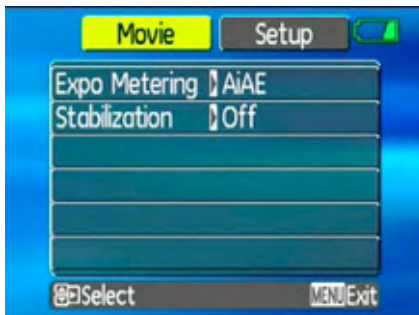 Movie Setup
Expo Metering AiAE
Stabilization Off
Select MENU Exit